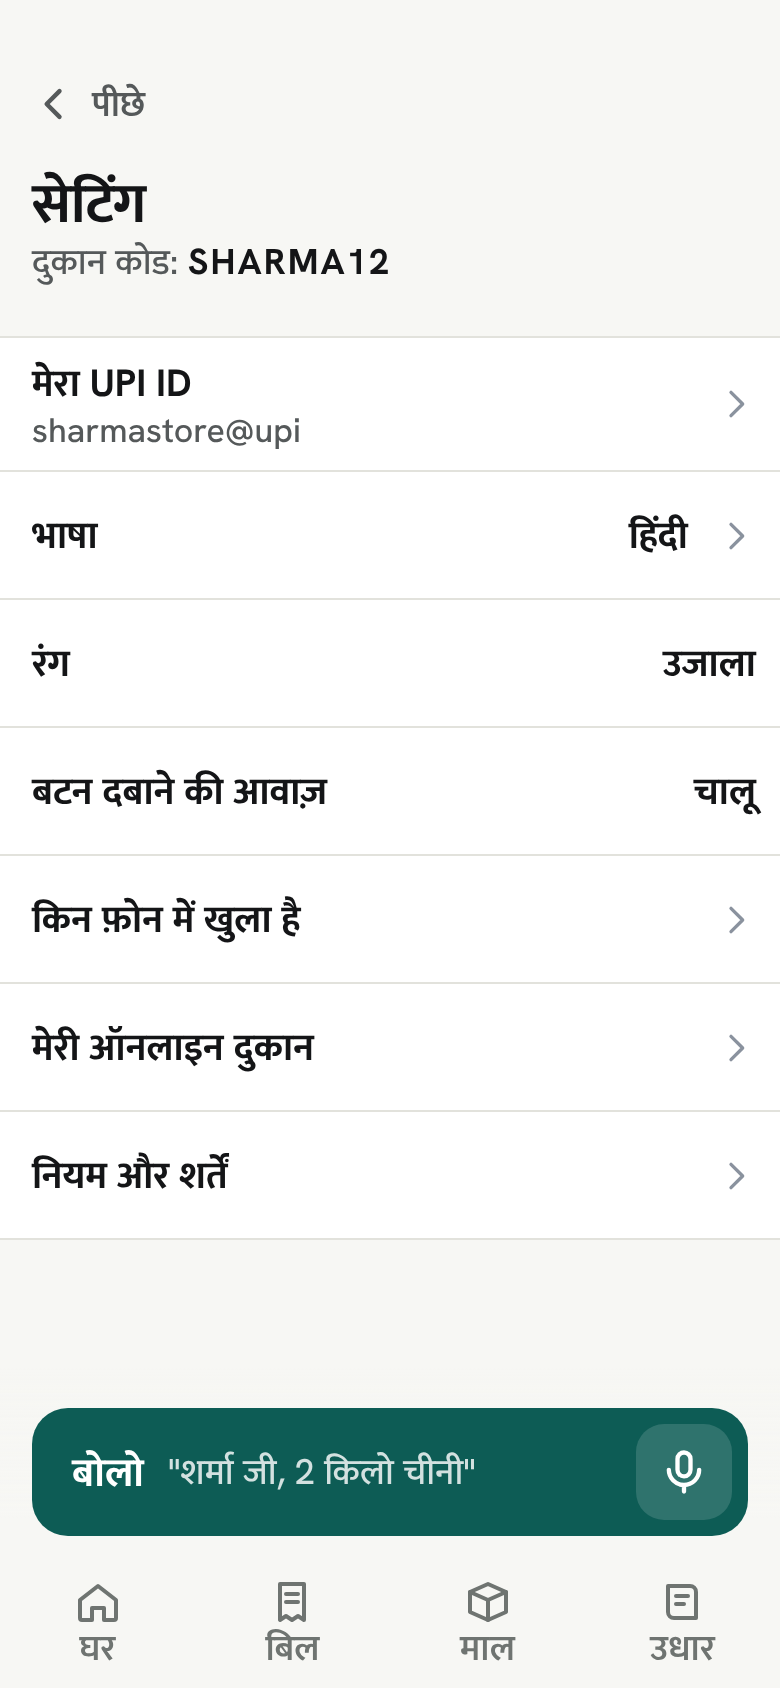 पीछे
सेटिंग
दुकान कोड: SHARMA12
मेरा UPI ID
sharmastore@upi
भाषा हिंदी
रंग उजाला
बटन दबाने की आवाज़ चालू
किन फ़ोन में खुला है
मेरी ऑनलाइन दुकान
नियम और शर्तें
बोलो "शर्मा जी, 2 किलो चीनी"
घर बिल माल उधार